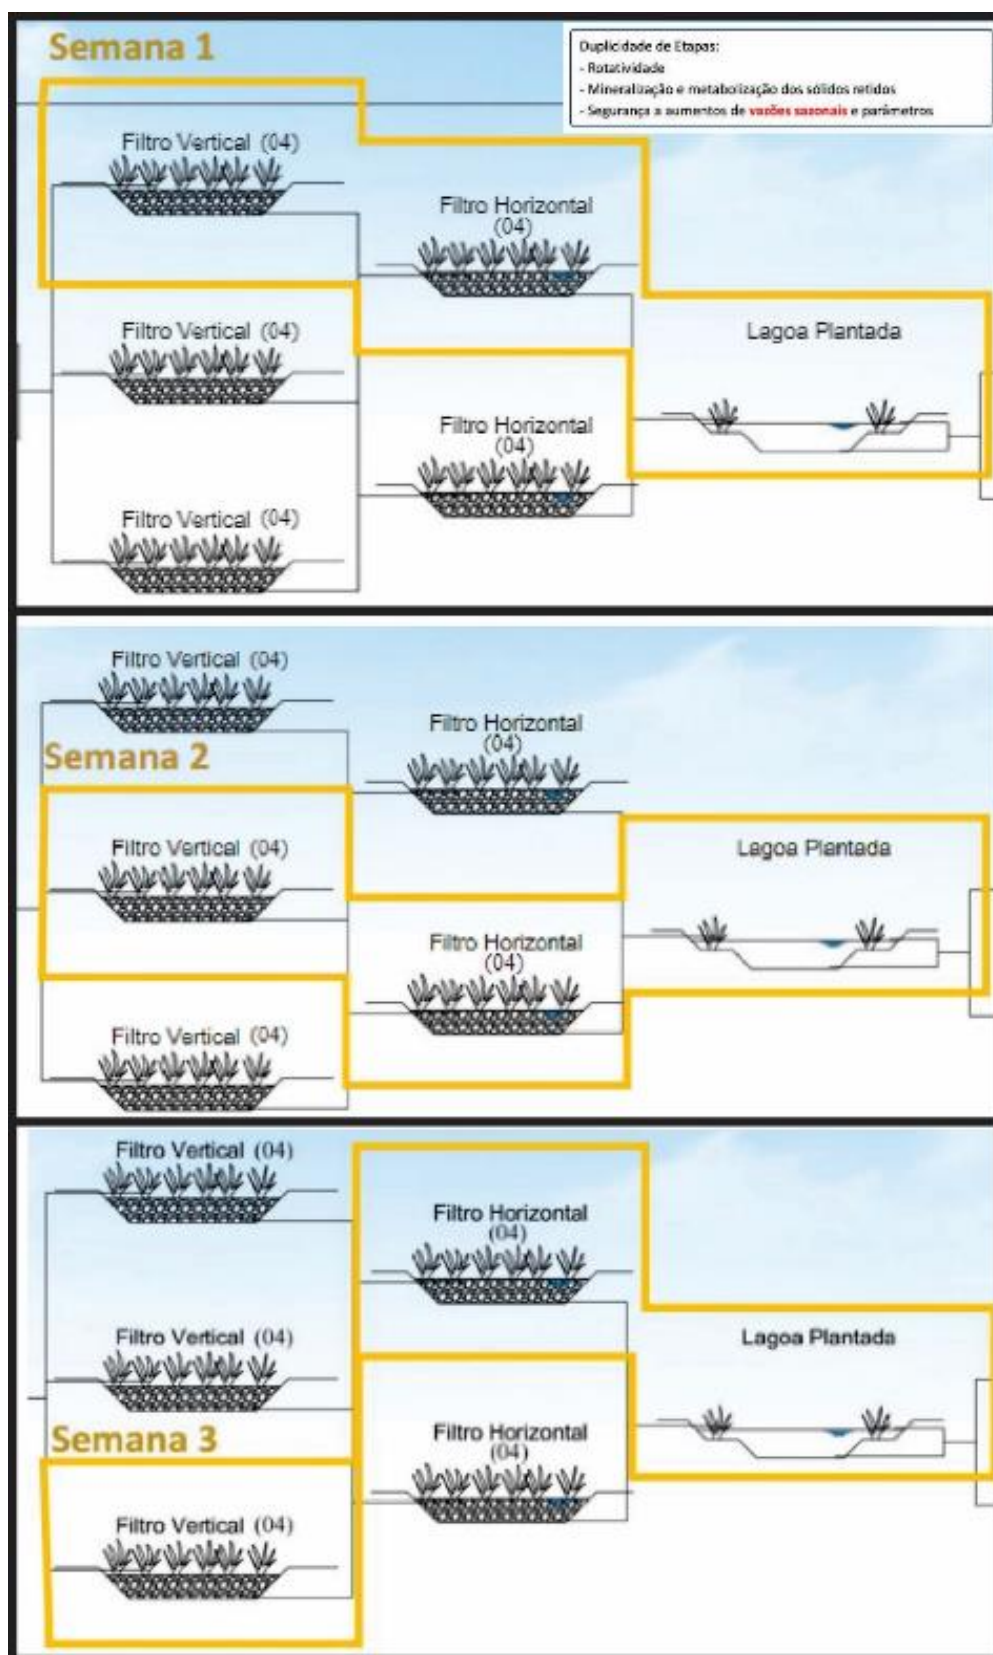 Semana 1
Duplicidade de Etapas:
- Rotatividade
- Mineralização e metabolização dos sólidos retidos
- Segurança a aumentos de vazões sazonais e parâmetros
Filtro Vertical (04)
Filtro Horizontal
(04)
Filtro Vertical (04)
Lagoa Plantada
Filtro Horizontal
(04)
Filtro Vertical (04)
Filtro Vertical (04)
Filtro Horizontal
(04)
Semana 2
Filtro Vertical (04)
Lagoa Plantada
Filtro Horizontal
(04)
Filtro Vertical (04)
Filtro Vertical (04)
Filtro Horizontal
(04)
Filtro Vertical (04)
Lagoa Plantada
Filtro Horizontal
(04)
Semana 3
Filtro Vertical (04)